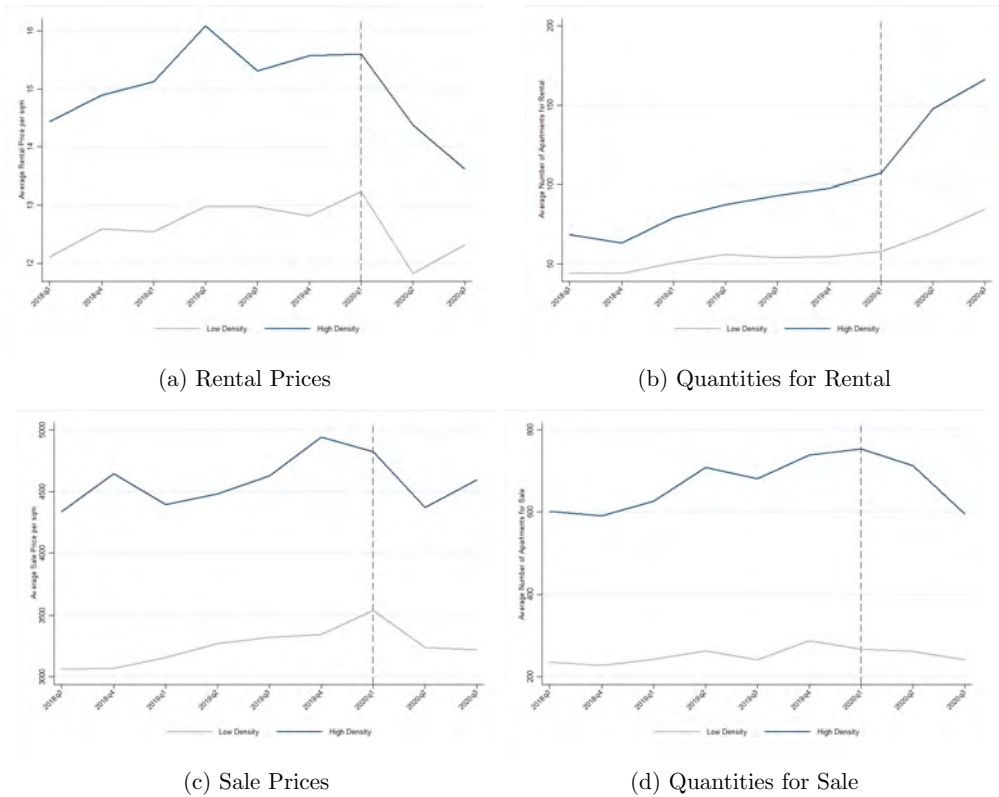 Average Rental Price per sqm
16
15
14
13
12
2018q3 2018q4 2019q1 2019q2 2019q3 2019q4 2020q1 2020q2 2020q3
Low Density High Density
(a) Rental Prices
Average Number of Apartments for Rental
200
150
100
50
2018q3 2018q4 2019q1 2019q2 2019q3 2019q4 2020q1 2020q2 2020q3
Low Density High Density
(b) Quantities for Rental
Average Sale Price per sqm
5000
4500
4000
3500
3000
2018q3 2018q4 2019q1 2019q2 2019q3 2019q4 2020q1 2020q2 2020q3
Low Density High Density
(c) Sale Prices
Average Number of Apartments for Sale
800
600
400
200
2018q3 2018q4 2019q1 2019q2 2019q3 2019q4 2020q1 2020q2 2020q3
Low Density High Density
(d) Quantities for Sale